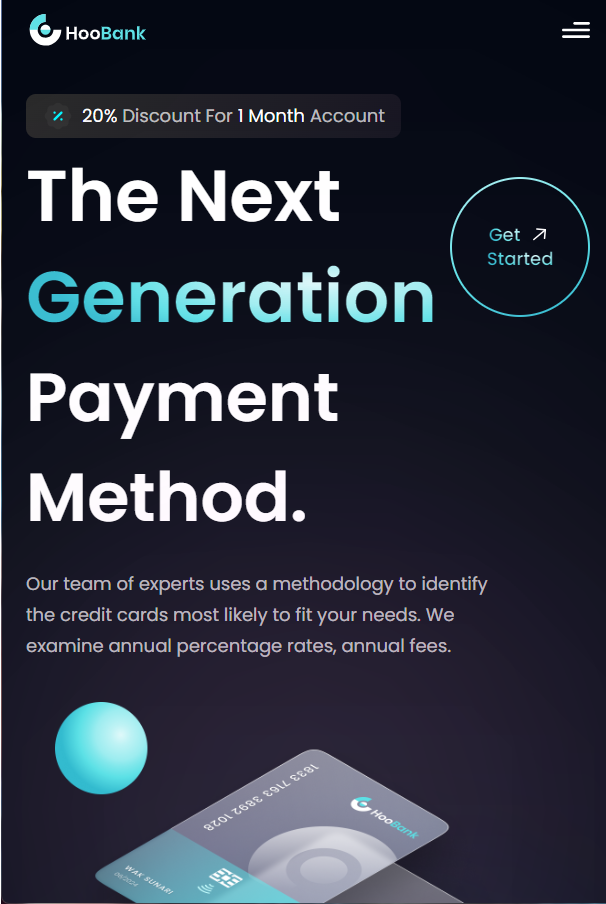 HooBank
20% Discount For 1 Month Account
The Next
Generation
Payment
Method.
Get
Started
Our team of experts uses a methodology to identify
the credit cards most likely to fit your needs. We
examine annual percentage rates, annual fees.
1833 7163 3892 1028
HooBank
WAK SUNARI
09/2024